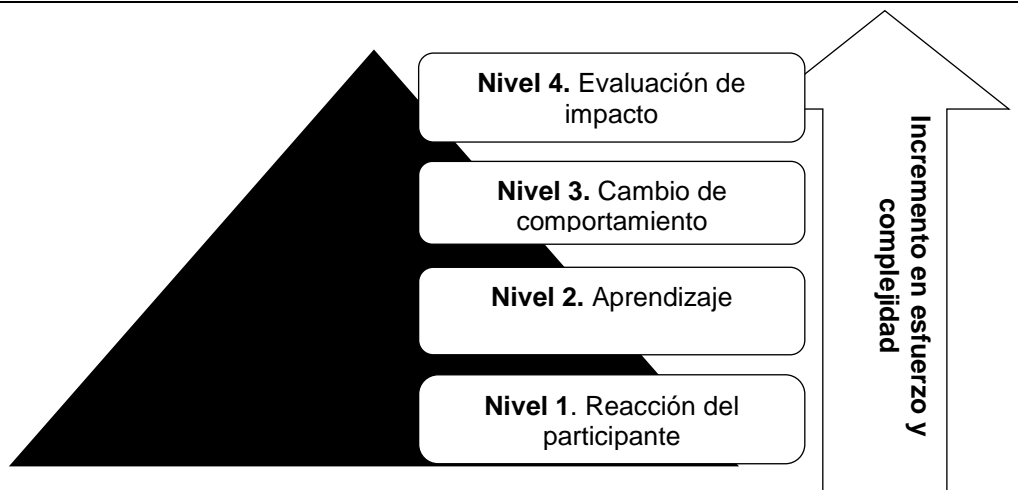 Nivel 4. Evaluación de
impacto
Nivel 3. Cambio de
comportamiento
Nivel 2. Aprendizaje
Nivel 1. Reacción del
participante
Incremento en esfuerzo y
complejidad